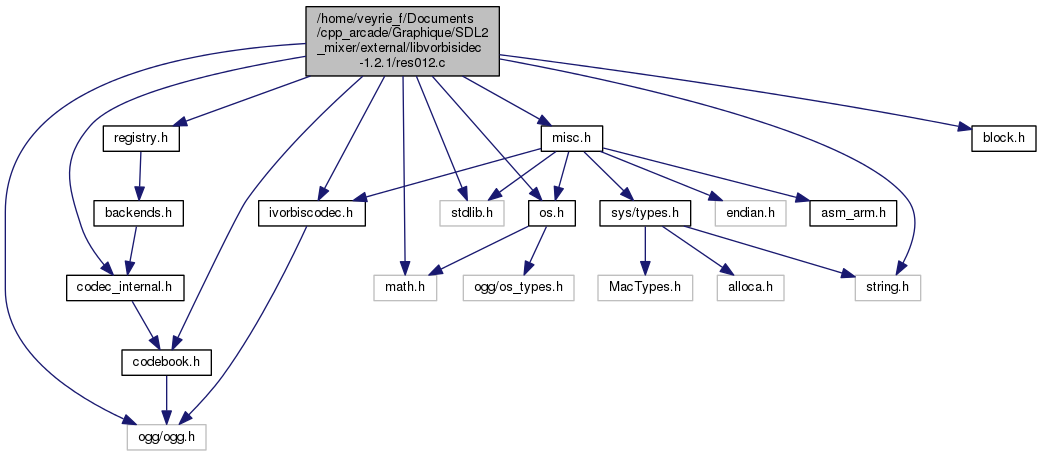 /home/veyrie_f/Documents
/cpp_arcade/Graphique/SDL2
_mixer/external/libvorbisidec
-1.2.1/res012.c
registry.h
misc.h
block.h
backends.h
ivorbiscodec.h
stdlib.h
os.h
sys/types.h
endian.h
asm_arm.h
codec_internal.h
math.h
ogg/os_types.h
MacTypes.h
alloca.h
string.h
codebook.h
ogg/ogg.h